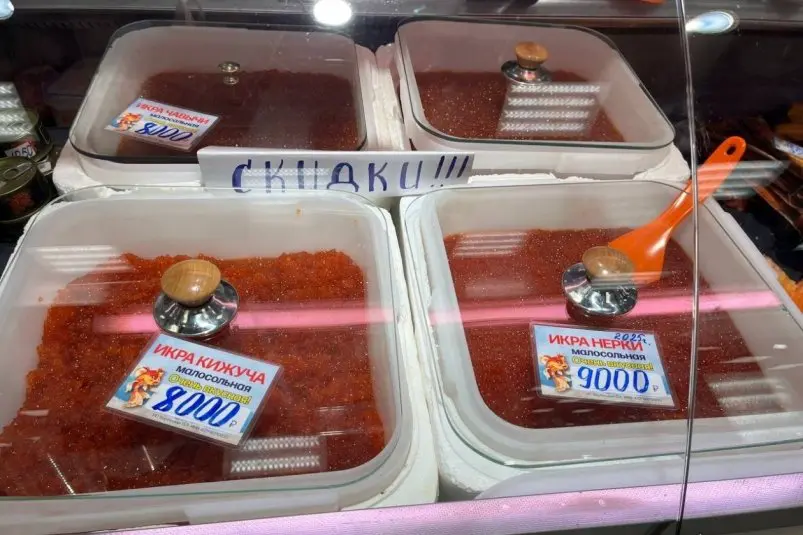 ИКРА ЧАВЫЧИ
малосольная
8000
СКИДКИ!!!
ИКРА КИЖУЧА
малосольная
Очень вкусная!
8000₽
2025г.
ИКРА НЕРКИ
малосольная
Очень вкусная!
9000₽